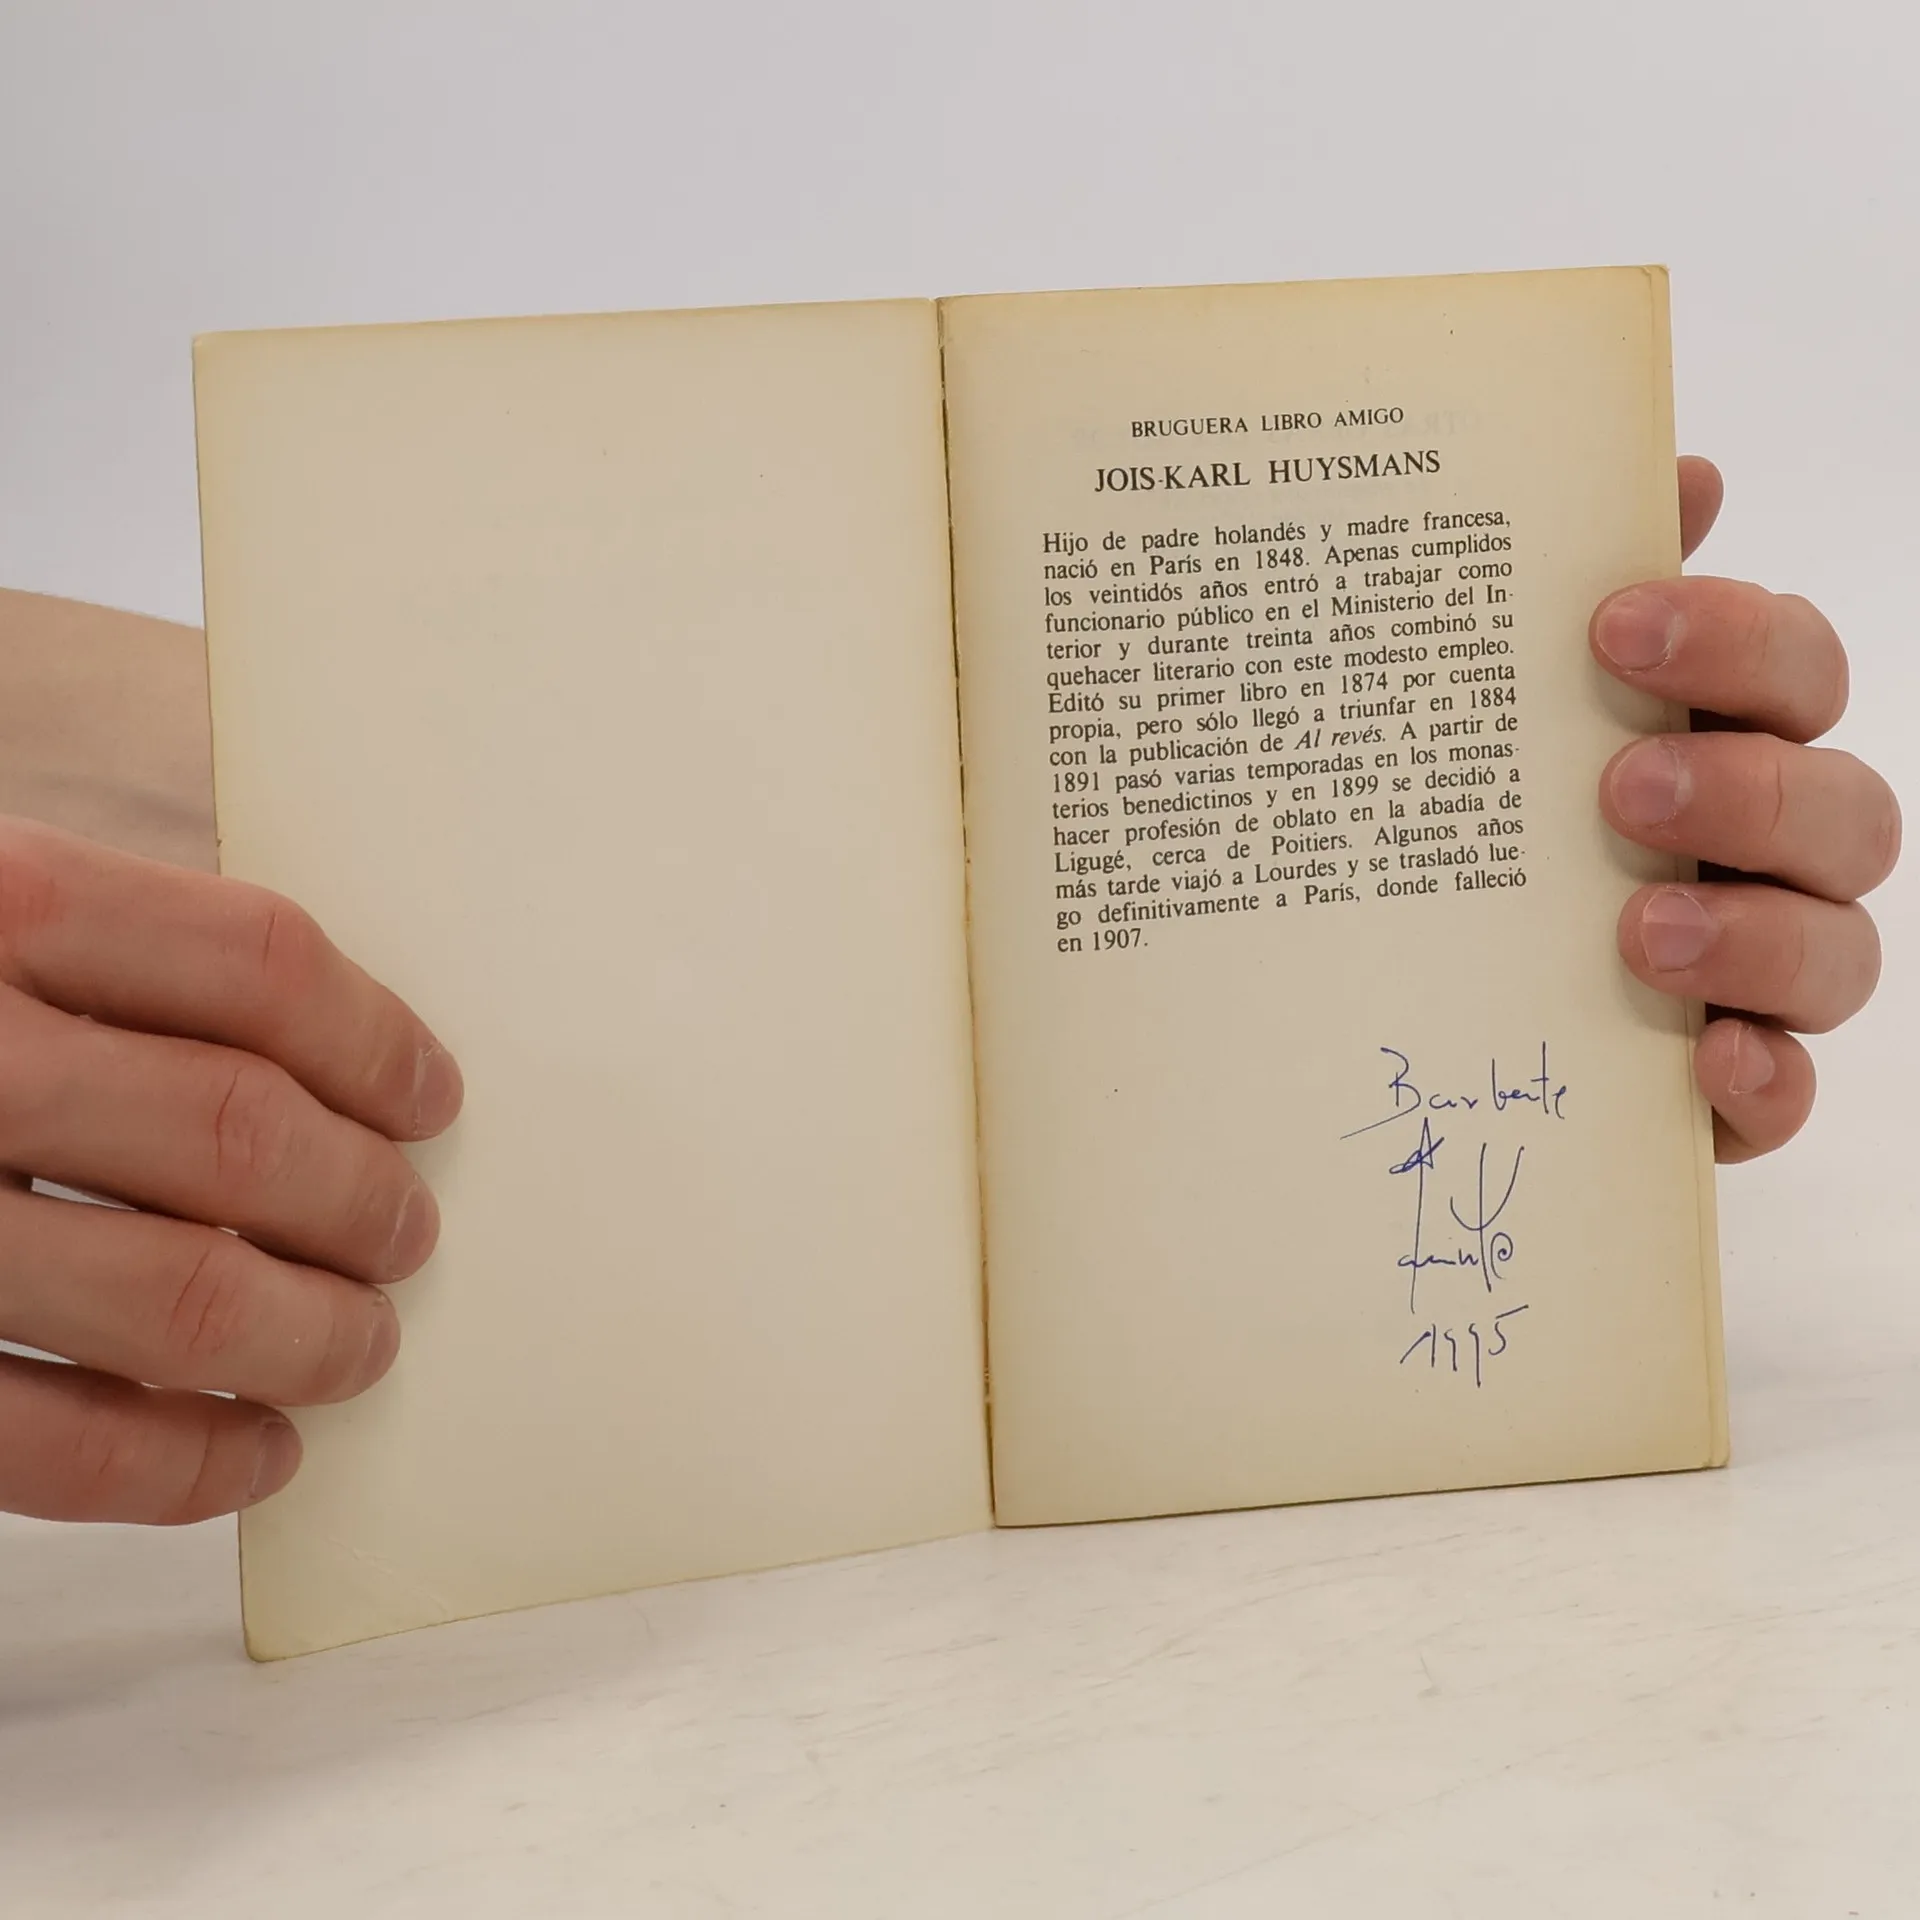 BRUGUERA LIBRO AMIGO
JOIS-KARL HUYSMANS
Hijo de padre holandés y madre francesa,
nació en París en 1848. Apenas cumplidos
los veintidós años entró a trabajar como
funcionario público en el Ministerio del In-
terior y durante treinta años combinó su
quehacer literario con este modesto empleo.
Editó su primer libro en 1874 por cuenta
propia, pero sólo llegó a triunfar en 1884
con la publicación de Al revés. A partir de
1891 pasó varias temporadas en los monas-
terios benedictinos y en 1899 se decidió a
hacer profesión de oblato en la abadía de
Ligugé, cerca de Poitiers. Algunos años
más tarde viajó a Lourdes y se trasladó lue-
go definitivamente a París, donde falleció
en 1907.
1995